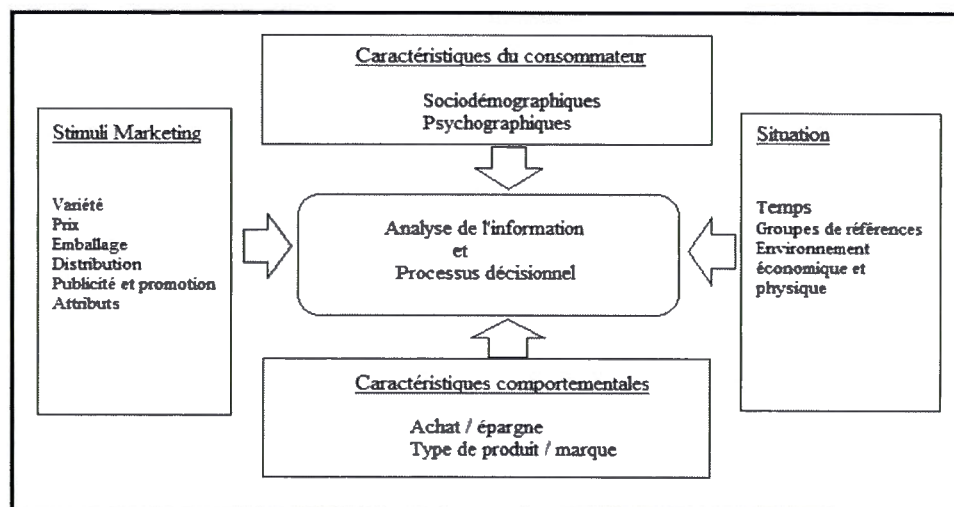 Caractéristiques du consommateur
Sociodémographiques
Psychographiques
Stimuli Marketing
Variété
Prix
Emballage
Distribution
Publicité et promotion
Attributs
Analyse de l'information
et
Processus décisionnel
Situation
Temps
Groupes de références
Environnement
économique et
physique
Caractéristiques comportementales
Achat / épargne
Type de produit / marque